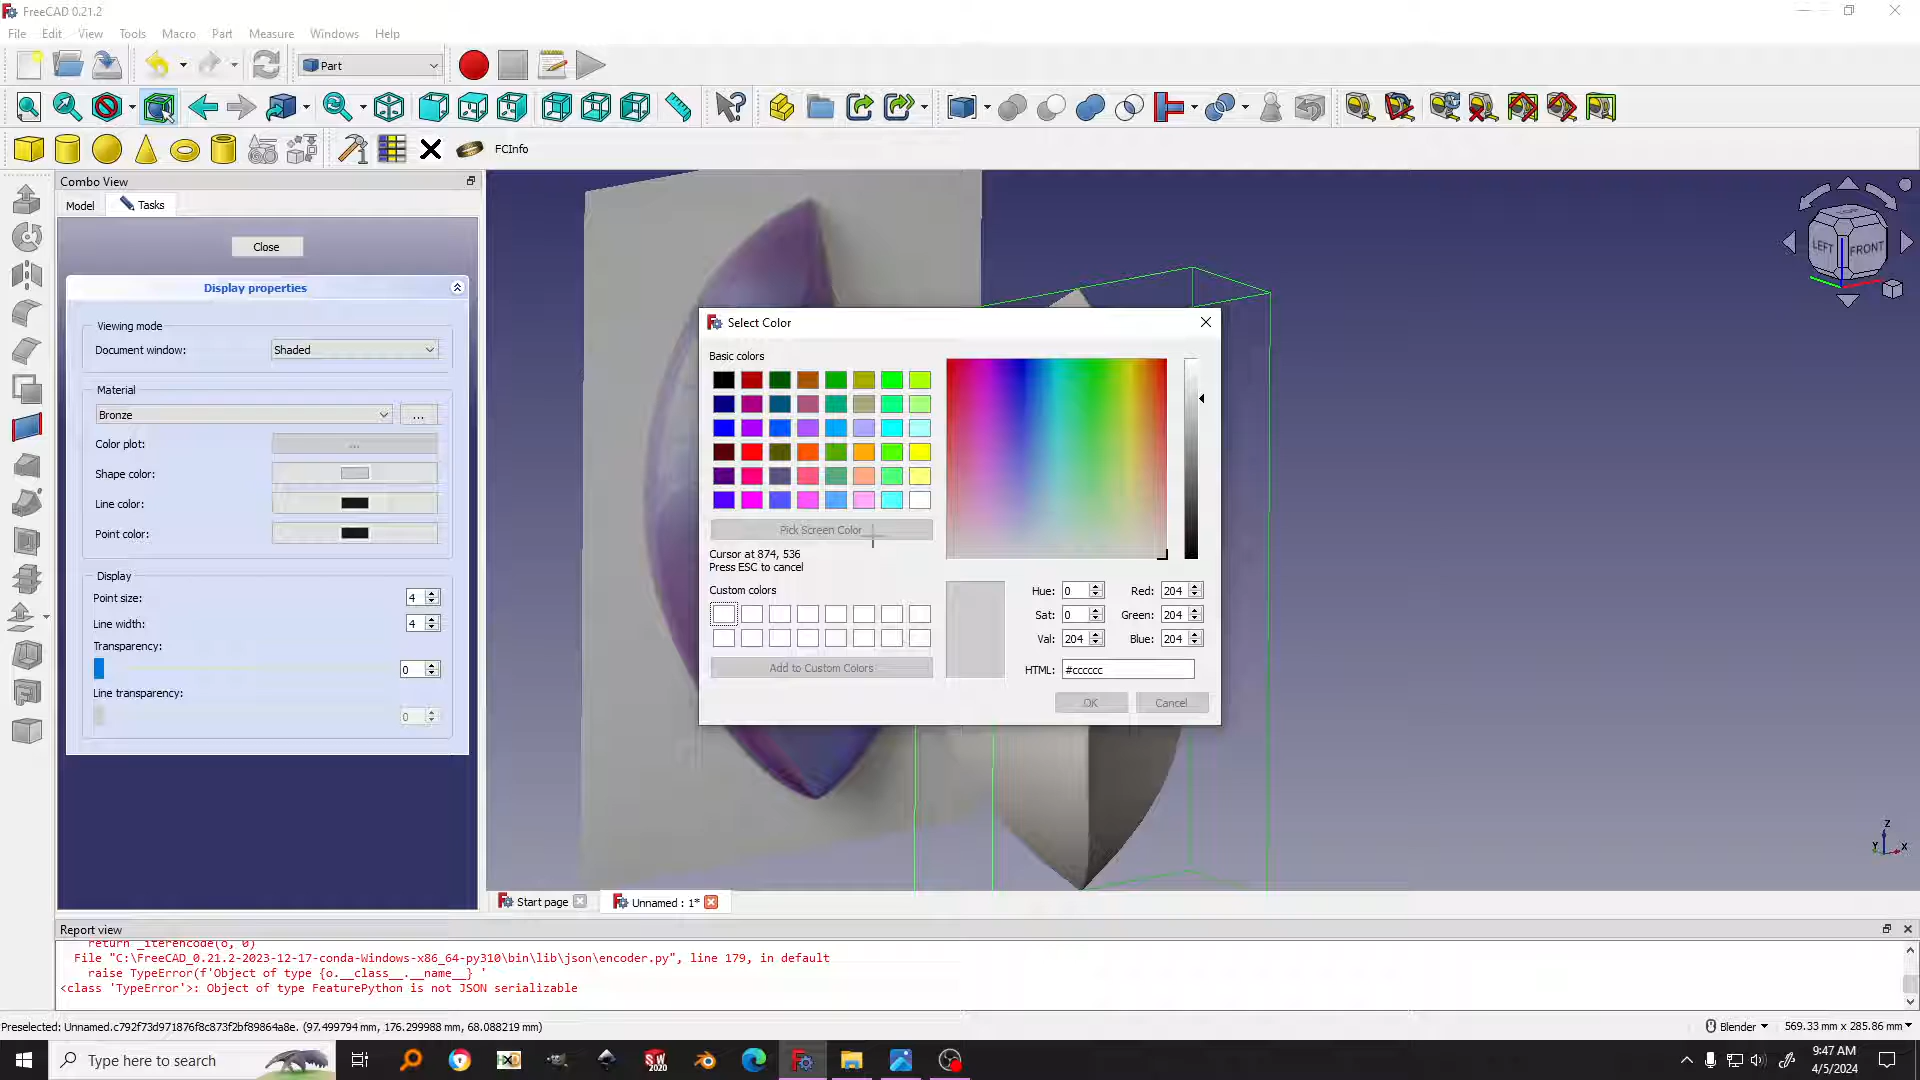 FreeCAD 0.21.2
File Edit View Tools Macro Part Measure Windows Help
Part
FCInfo
Combo View
Model Tasks
Close
Display properties
Viewing mode
Document window: Shaded
Material
Bronze ...
Color plot: ...
Shape color:
Line color:
Point color:
Display
Point size: 4
Line width: 4
Transparency:
0
Line transparency:
0
TOP
LEFT FRONT
Select Color
Basic colors
Pick Screen Color
Cursor at 874, 536
Press ESC to cancel
Custom colors
Add to Custom Colors
Hue: 0 Red: 204
Sat: 0 Green: 204
Val: 204 Blue: 204
HTML: #cccccc
OK Cancel
Z
Y X
Start page Unnamed : 1*
Report view
return _iterencode(o, 0)
File "C:\FreeCAD_0.21.2-2023-12-17-conda-Windows-x86_64-py310\bin\lib\json\encoder.py", line 179, in default
raise TypeError(f'Object of type {o.__class__.__name__} '
<class 'TypeError'>: Object of type FeaturePython is not JSON serializable
Preselected: Unnamed.c792f73d971876f8c873f2bf89864a8e. (97.499794 mm, 176.299988 mm, 68.088219 mm)
Blender 569.33 mm x 285.86 mm
Type here to search
SW
2020
9:47 AM
4/5/2024